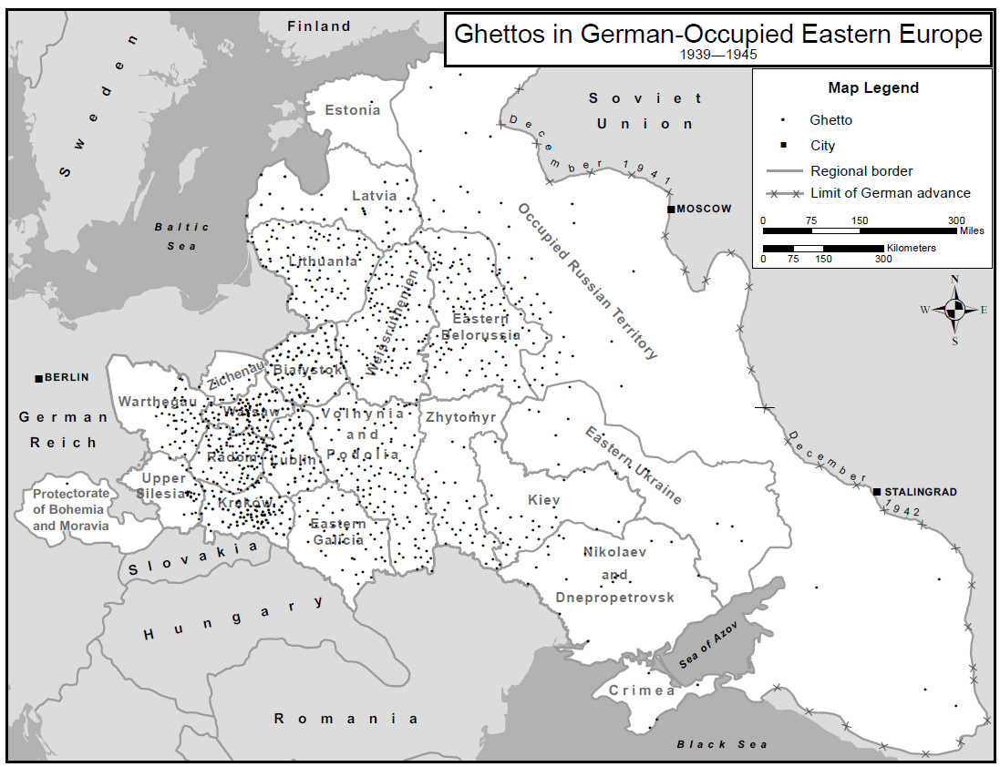 Ghettos in German-Occupied Eastern Europe
1939—1945
Map Legend
Ghetto
City
Regional border
Limit of German advance
0 75 150 300
Miles
Kilometers
0 75 150 300
N
W E
S
Finland
Sweden
Soviet
Union
Estonia
December 1941
Latvia
MOSCOW
Baltic
Sea
Occupied Russian Territory
Lithuania
Weissruthenien
Eastern
Belorussia
BERLIN
Zichenau
Bialystok
Warthegau
Warsaw
German
Reich
Volhynia
and
Podolia
Zhytomyr
Radom
Lublin
Eastern Ukraine
December
1942
STALINGRAD
Upper
Silesia
Protectorate
of Bohemia
and Moravia
Krakow
Kiev
Eastern
Galicia
Slovakia
Nikolaev
and
Dnepropetrovsk
Hungary
Sea of Azov
Crimea
Romania
Black Sea